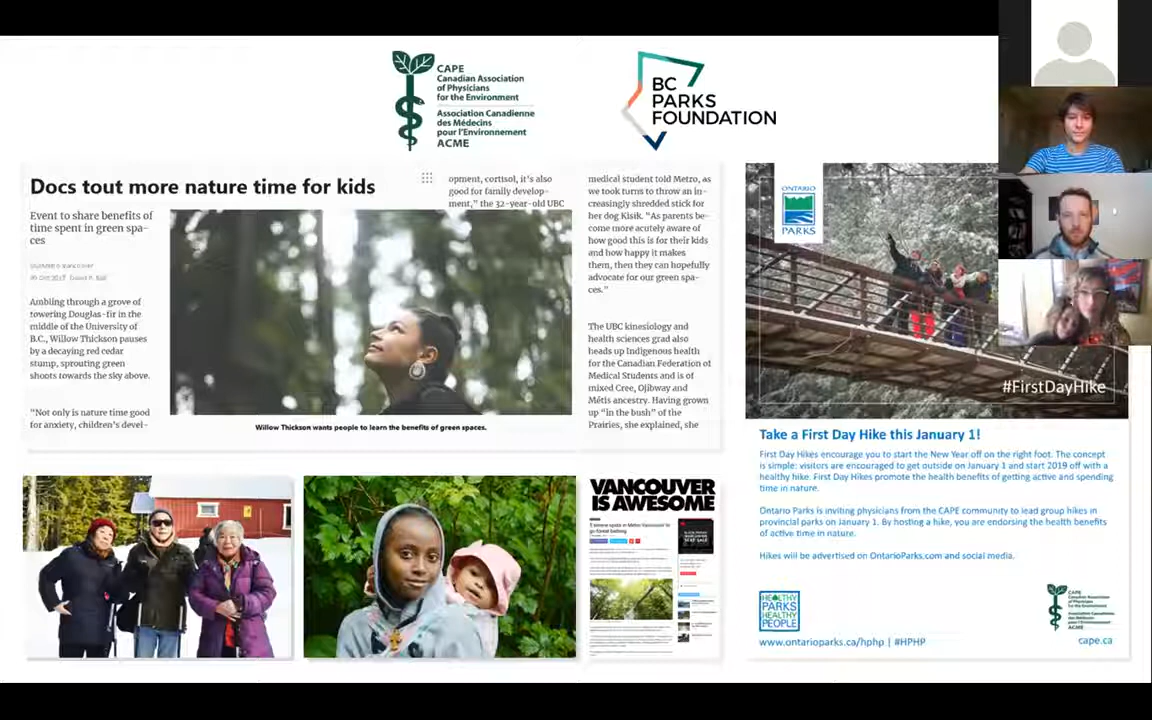 CAPE
Canadian Association
of Physicians
for the Environment
Association Canadienne
des Médecins
pour l'Environnement
ACME
BC
PARKS
FOUNDATION
Docs tout more nature time for kids
Event to share benefits of
time spent in green spa-
ces
Ambling through a grove of
towering Douglas-fir in the
middle of the University of
B.C., Willow Thickson pauses
by a decaying red cedar
stump, sprouting green
shoots towards the sky above.
"Not only is nature time good
for anxiety, children's devel-
opment, cortisol, it's also
good for family develop-
ment," the 32-year-old UBC
medical student told Metro, as
we took turns to throw an in-
creasingly shredded stick for
her dog Kisik. "As parents be-
come more acutely aware of
how good this is for their kids
and how happy it makes
them, then they can hopefully
advocate for our green spa-
ces."
The UBC kinesiology and
health sciences grad also
heads up Indigenous health
for the Canadian Federation of
Medical Students and is of
mixed Cree, Ojibway and
Métis ancestry. Having grown
up "in the bush" of the
Prairies, she explained, she
Willow Thickson wants people to learn the benefits of green spaces.
VANCOUVER
IS AWESOME
ONTARIO
PARKS
#FirstDayHike
Take a First Day Hike this January 1!
First Day Hikes encourage you to start the New Year off on the right foot. The concept
is simple: visitors are encouraged to get outside on January 1 and start 2019 off with a
healthy hike. First Day Hikes promote the health benefits of getting active and spending
time in nature.
Ontario Parks is inviting physicians from the CAPE community to lead group hikes in
provincial parks on January 1. By hosting a hike, you are endorsing the health benefits
of active time in nature.
Hikes will be advertised on OntarioParks.com and social media.
HEALTHY
PARKS
HEALTHY
PEOPLE
www.ontarioparks.ca/hphp | #HPHP
CAPE
Canadian Association
of Physicians
for the Environment
Association Canadienne
des Médecins
pour l'Environnement
ACME
cape.ca